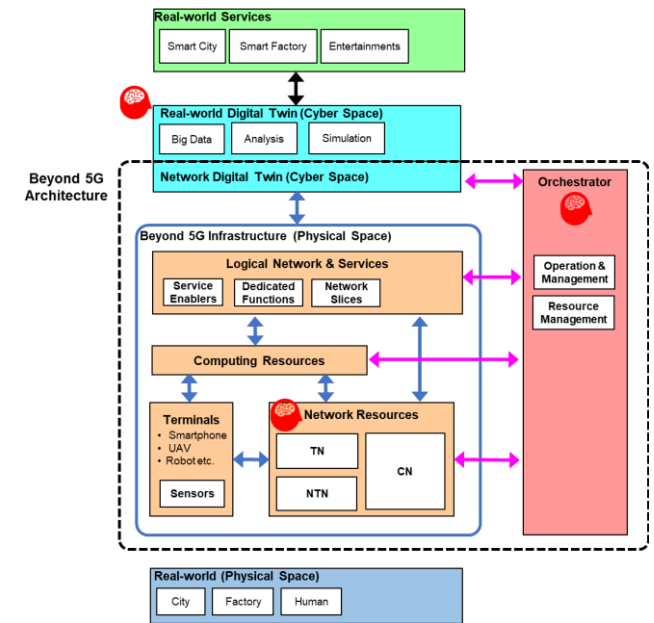 Real-world Services
Smart City
Smart Factory
Entertainments
Real-world Digital Twin (Cyber Space)
Big Data
Analysis
Simulation
Network Digital Twin (Cyber Space)
Beyond 5G
Architecture
Orchestrator
Operation &
Management
Resource
Management
Beyond 5G Infrastructure (Physical Space)
Logical Network & Services
Service
Enablers
Dedicated
Functions
Network
Slices
Computing Resources
Terminals
• Smartphone
• UAV
• Robot etc.
Sensors
Network Resources
TN
NTN
CN
Real-world (Physical Space)
City
Factory
Human